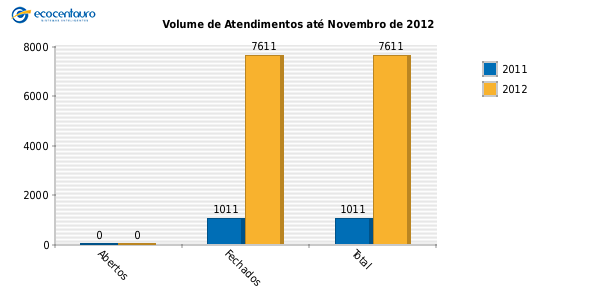 ecocentauro
Volume de Atendimentos até Novembro de 2012
8000
6000
4000
2000
0
0
0
1011
7611
1011
7611
Abertos
Fechados
Total
2011
2012